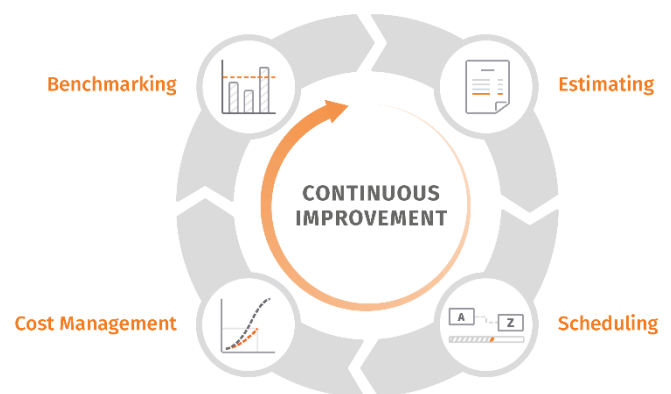 Benchmarking
Estimating
CONTINUOUS
IMPROVEMENT
Cost Management
A
Z
Scheduling